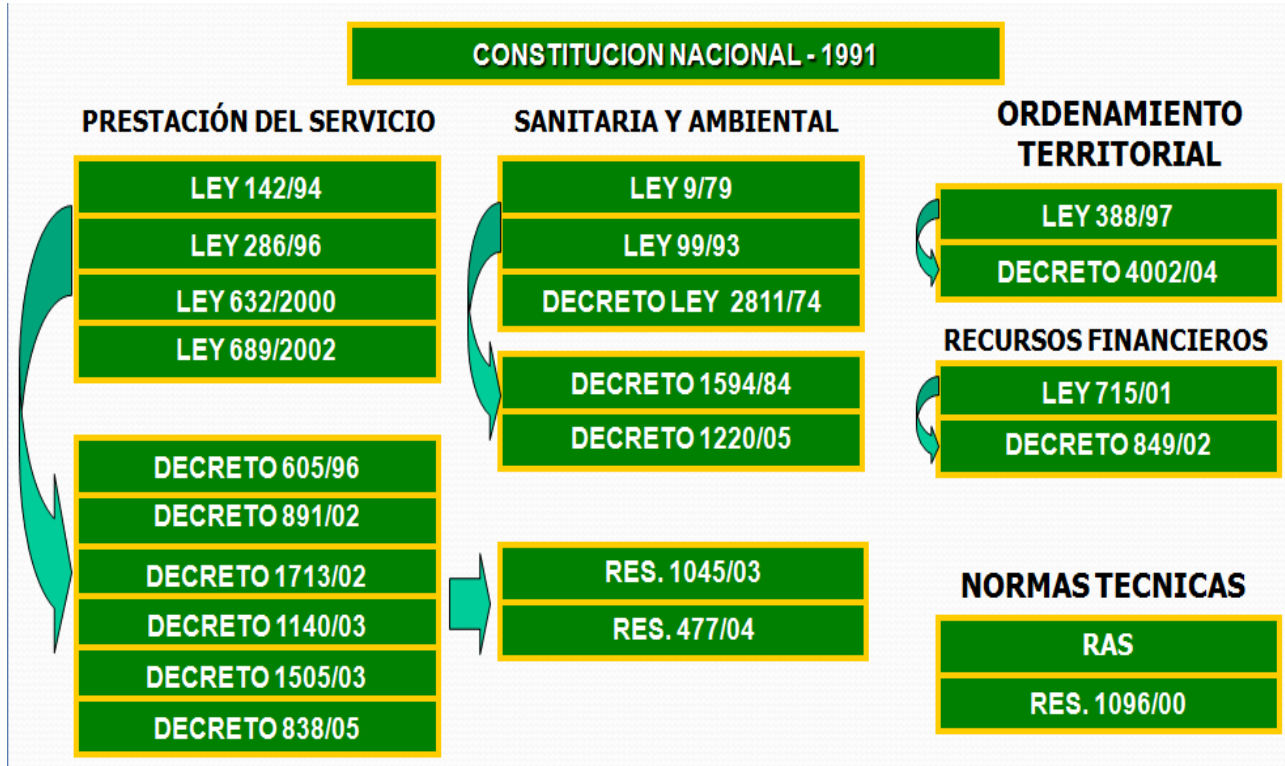 CONSTITUCION NACIONAL - 1991
PRESTACIÓN DEL SERVICIO
LEY 142/94
LEY 286/96
LEY 632/2000
LEY 689/2002
DECRETO 605/96
DECRETO 891/02
DECRETO 1713/02
DECRETO 1140/03
DECRETO 1505/03
DECRETO 838/05
SANITARIA Y AMBIENTAL
LEY 9/79
LEY 99/93
DECRETO LEY 2811/74
DECRETO 1594/84
DECRETO 1220/05
RES. 1045/03
RES. 477/04
ORDENAMIENTO
TERRITORIAL
LEY 388/97
DECRETO 4002/04
RECURSOS FINANCIEROS
LEY 715/01
DECRETO 849/02
NORMAS TECNICAS
RAS
RES. 1096/00